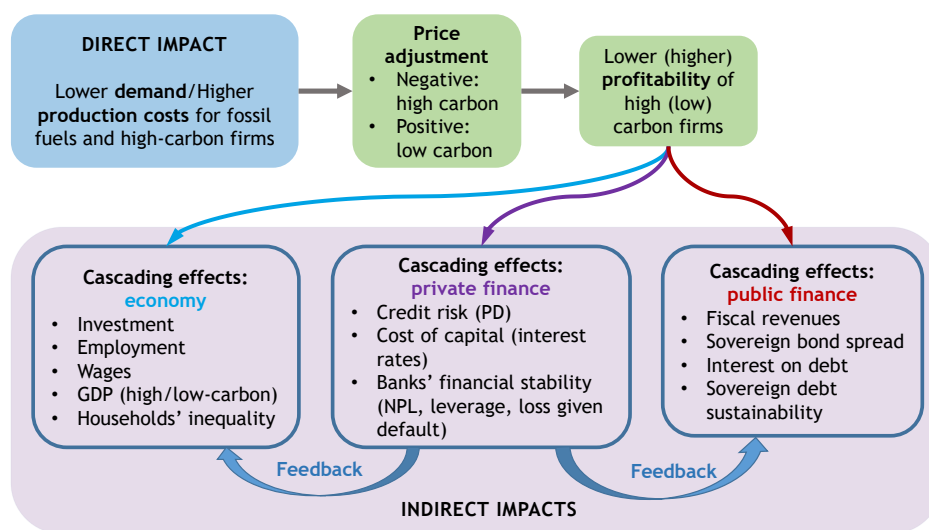 DIRECT IMPACT
Lower demand/Higher
production costs for fossil
fuels and high-carbon firms
Price
adjustment
• Negative:
high carbon
• Positive:
low carbon
Lower (higher)
profitability of
high (low)
carbon firms
Cascading effects:
economy
• Investment
• Employment
• Wages
• GDP (high/low-carbon)
• Households’ inequality
Cascading effects:
private finance
• Credit risk (PD)
• Cost of capital (interest
rates)
• Banks’ financial stability
(NPL, leverage, loss given
default)
Cascading effects:
public finance
• Fiscal revenues
• Sovereign bond spread
• Interest on debt
• Sovereign debt
sustainability
Feedback
Feedback
INDIRECT IMPACTS